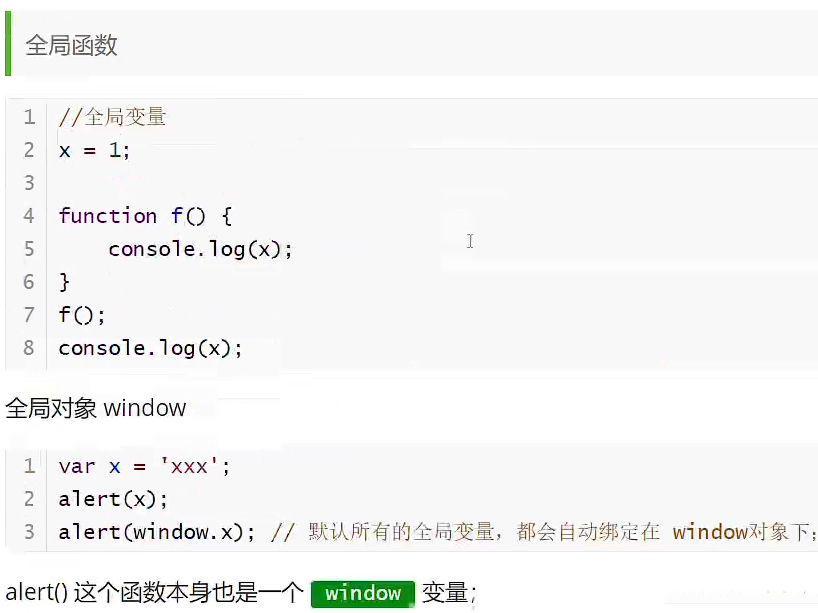 全局函数
1 //全局变量
2 x = 1;
3
4 function f() {
5     console.log(x);
6 }
7 f();
8 console.log(x);
全局对象 window
1 var x = 'xxx';
2 alert(x);
3 alert(window.x); // 默认所有的全局变量，都会自动绑定在 window对象下；
alert() 这个函数本身也是一个 window 变量；